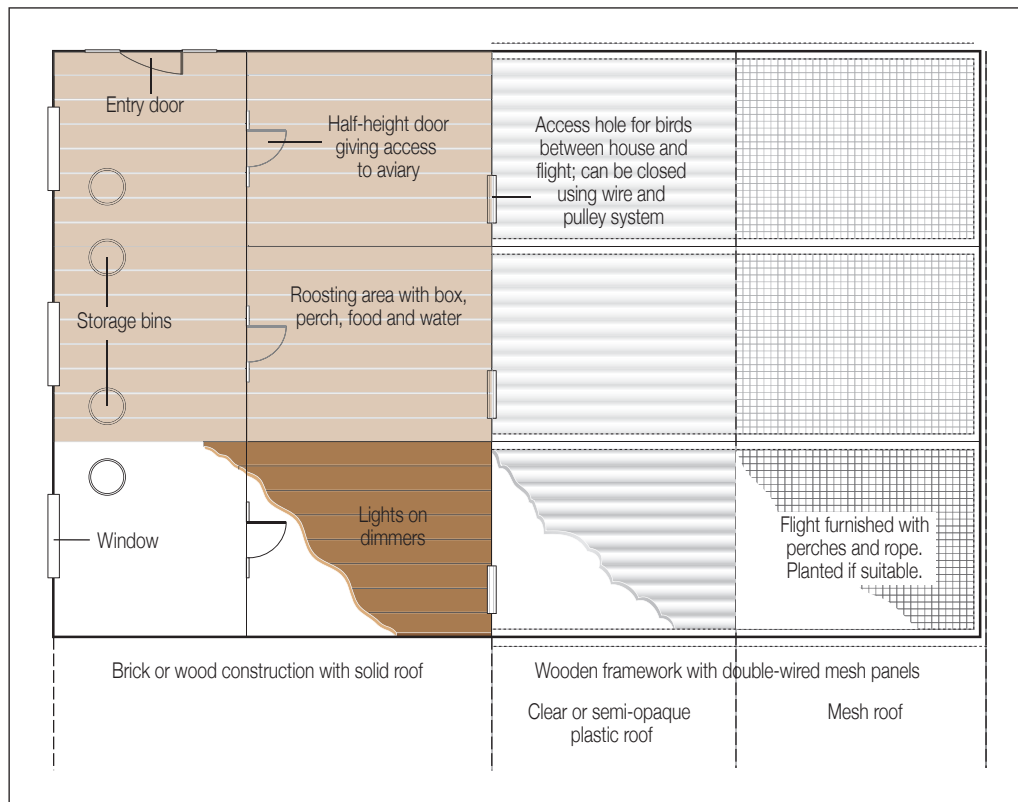 Entry door
Half-height door
giving access
to aviary
Access hole for birds
between house and
flight; can be closed
using wire and
pulley system
Storage bins
Roosting area with box,
perch, food and water
Window
Lights on
dimmers
Flight furnished with
perches and rope.
Planted if suitable.
Brick or wood construction with solid roof
Wooden framework with double-wired mesh panels
Clear or semi-opaque
plastic roof
Mesh roof